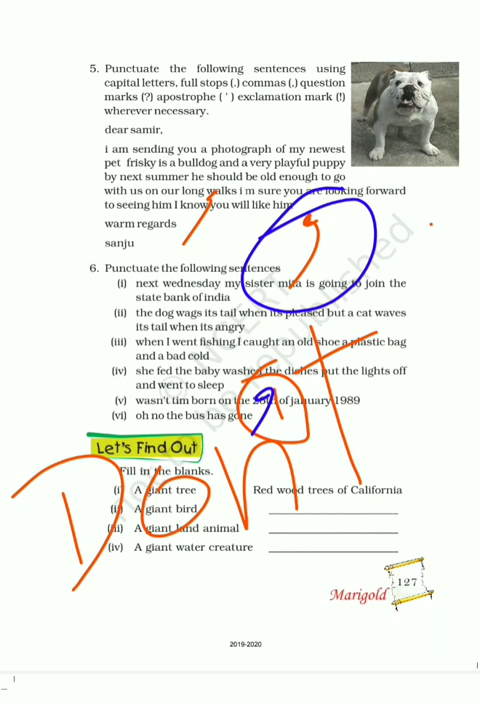 5. Punctuate the following sentences using
capital letters, full stops (.) commas (,) question
marks (?) apostrophe ( ' ) exclamation mark (!)
wherever necessary.
dear samir,
i am sending you a photograph of my newest
pet frisky is a bulldog and a very playful puppy
by next summer he should be old enough to go
with us on our long walks i m sure you are looking forward
to seeing him I know you will like him
warm regards
sanju
6. Punctuate the following sentences
(i) next wednesday my sister mita is going to join the
state bank of india
(ii) the dog wags its tail when its pleased but a cat waves
its tail when its angry
(iii) when I went fishing I caught an old shoe a plastic bag
and a bad cold
(iv) she fed the baby washed the dishes put the lights off
and went to sleep
(v) wasn't tim born on the of january 1989
(vi) oh no the bus has gone
Let's Find Out
Fill in the blanks.
(i) A giant tree Red wood trees of California
(ii) A giant bird
(iii) A giant land animal
(iv) A giant water creature
Don't
127
Marigold
2019-2020